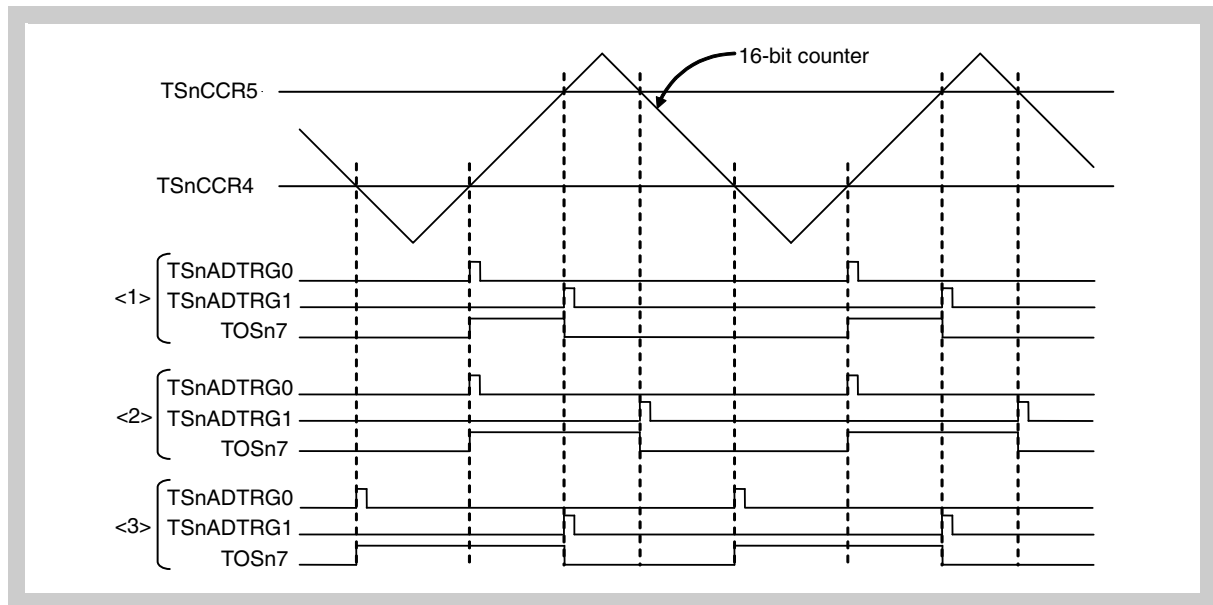 16-bit counter
TSnCCR5
TSnCCR4
<1>
TSnADTRG0
TSnADTRG1
TOSn7
<2>
TSnADTRG0
TSnADTRG1
TOSn7
<3>
TSnADTRG0
TSnADTRG1
TOSn7